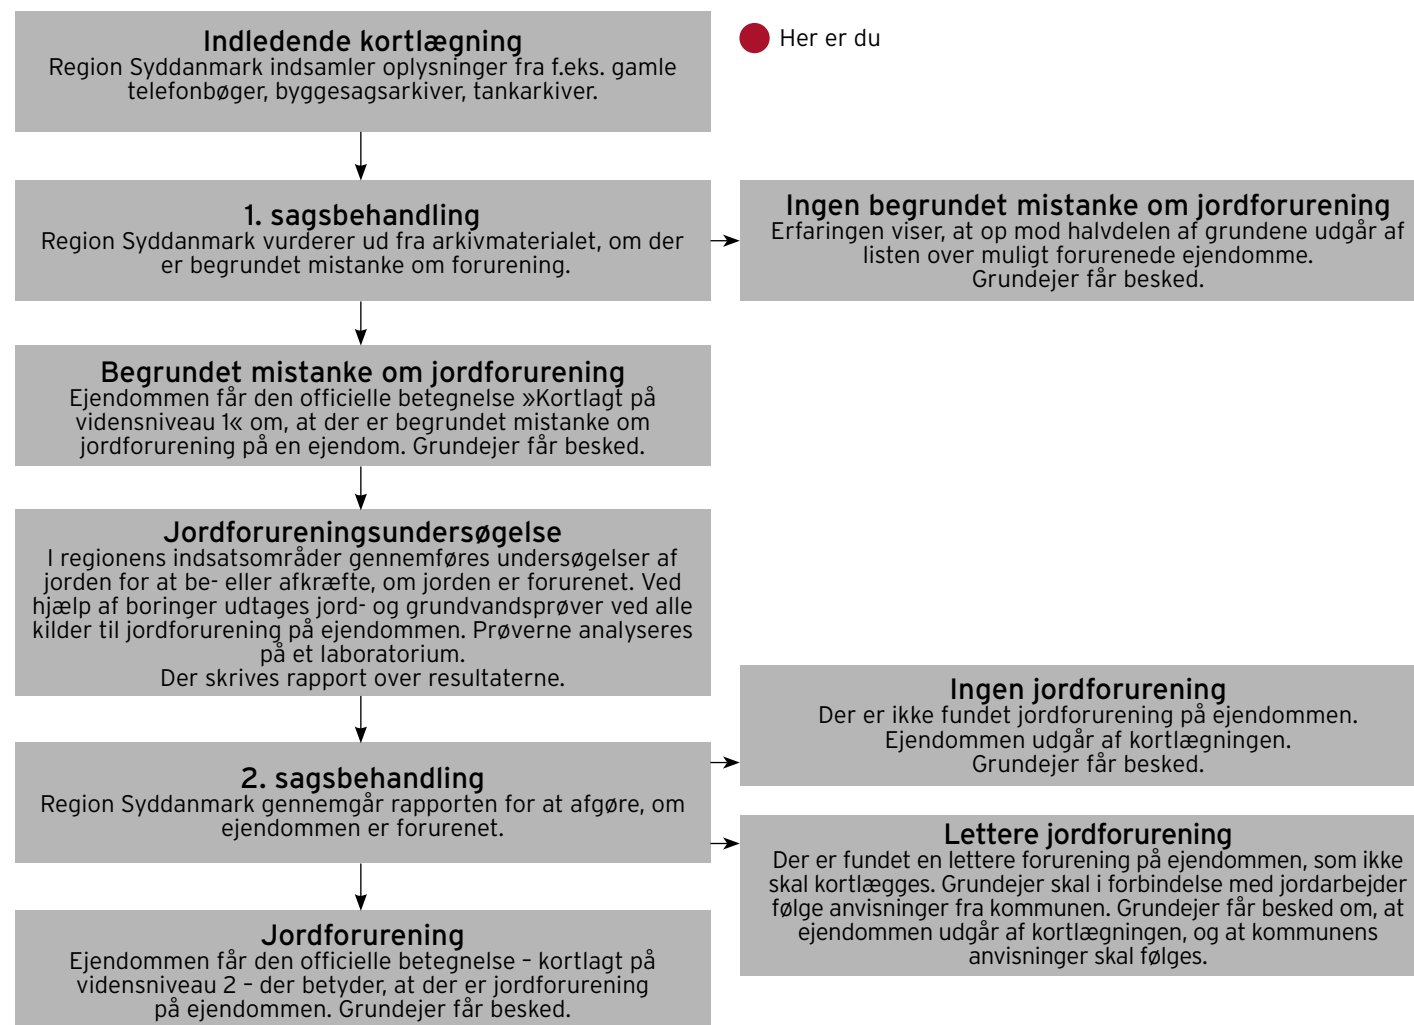 Indledende kortlægning
Region Syddanmark indsamler oplysninger fra f.eks. gamle
telefonbøger, byggesagsarkiver, tankarkiver.
Her er du
1. sagsbehandling
Region Syddanmark vurderer ud fra arkivmaterialet, om der
er begrundet mistanke om forurening.
Ingen begrundet mistanke om jordforurening
Erfaringen viser, at op mod halvdelen af grundene udgår af
listen over muligt forurenede ejendomme.
Grundejer får besked.
Begrundet mistanke om jordforurening
Ejendommen får den officielle betegnelse »Kortlagt på
vidensniveau 1« om, at der er begrundet mistanke om
jordforurening på en ejendom. Grundejer får besked.
Jordforureningsundersøgelse
I regionens indsatsområder gennemføres undersøgelser af
jorden for at be- eller afkræfte, om jorden er forurenet. Ved
hjælp af boringer udtages jord- og grundvandsprøver ved alle
kilder til jordforurening på ejendommen. Prøverne analyseres
på et laboratorium.
Der skrives rapport over resultaterne.
Ingen jordforurening
Der er ikke fundet jordforurening på ejendommen.
Ejendommen udgår af kortlægningen.
Grundejer får besked.
2. sagsbehandling
Region Syddanmark gennemgår rapporten for at afgøre, om
ejendommen er forurenet.
Lettere jordforurening
Der er fundet en lettere forurening på ejendommen, som ikke
skal kortlægges. Grundejer skal i forbindelse med jordarbejder
følge anvisninger fra kommunen. Grundejer får besked om, at
ejendommen udgår af kortlægningen, og at kommunens
anvisninger skal følges.
Jordforurening
Ejendommen får den officielle betegnelse – kortlagt på
vidensniveau 2 – der betyder, at der er jordforurening
på ejendommen. Grundejer får besked.